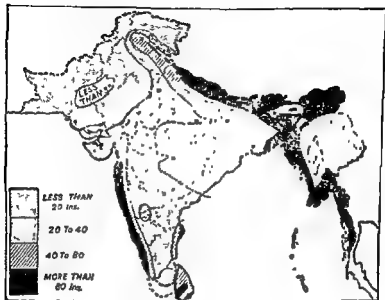 LESS
THAN
LESS THAN
20 Ins.
20 To 40
40 To 80
MORE THAN
80 Ins.